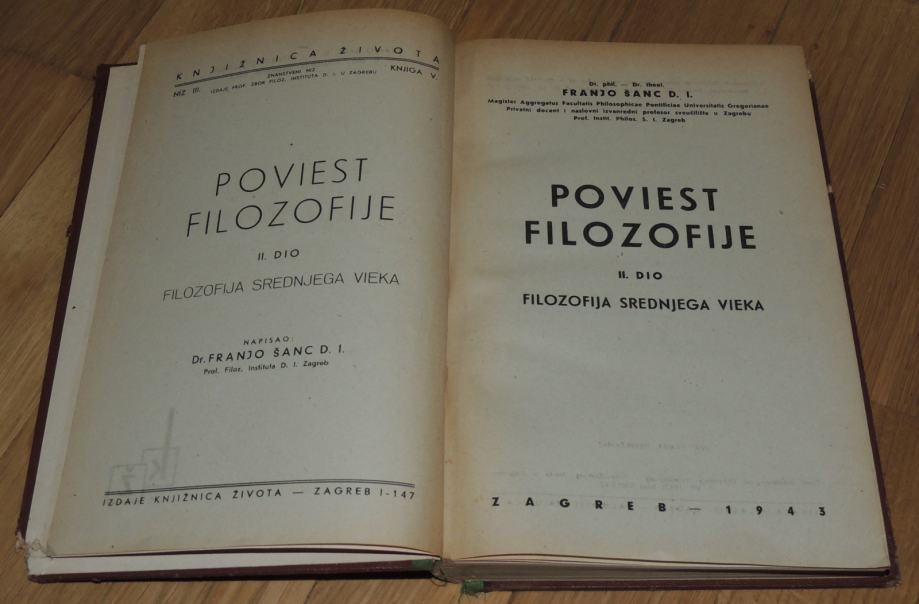 KNJIŽNICA ŽIVOTA
NIZ III. ZNANSTVENI NIZ KNJIGA V.
IZDAJE PROF. ZBOR FILOZ. INSTITUTA D. I. U ZAGREBU
POVIEST
FILOZOFIJE
II. DIO
FILOZOFIJA SREDNJEGA VIEKA
NAPISAO:
Dr. FRANJO ŠANC D. I.
Prof. Filoz. Instituta D. I. Zagreb
KŽ
IZDAJE KNJIŽNICA ŽIVOTA — ZAGREB I-147
Dr. phil. — Dr. theol.
FRANJO ŠANC D. I.
Magister Aggregatus Facultatis Philosophicae Pontificiae Universitatis Gregorianae
Privatni docent i naslovni izvanredni profesor sveučilišta u Zagrebu
Prof. Instit. Philos. S. I. Zagreb
POVIEST
FILOZOFIJE
II. DIO
FILOZOFIJA SREDNJEGA VIEKA
ZAGREB — 1943